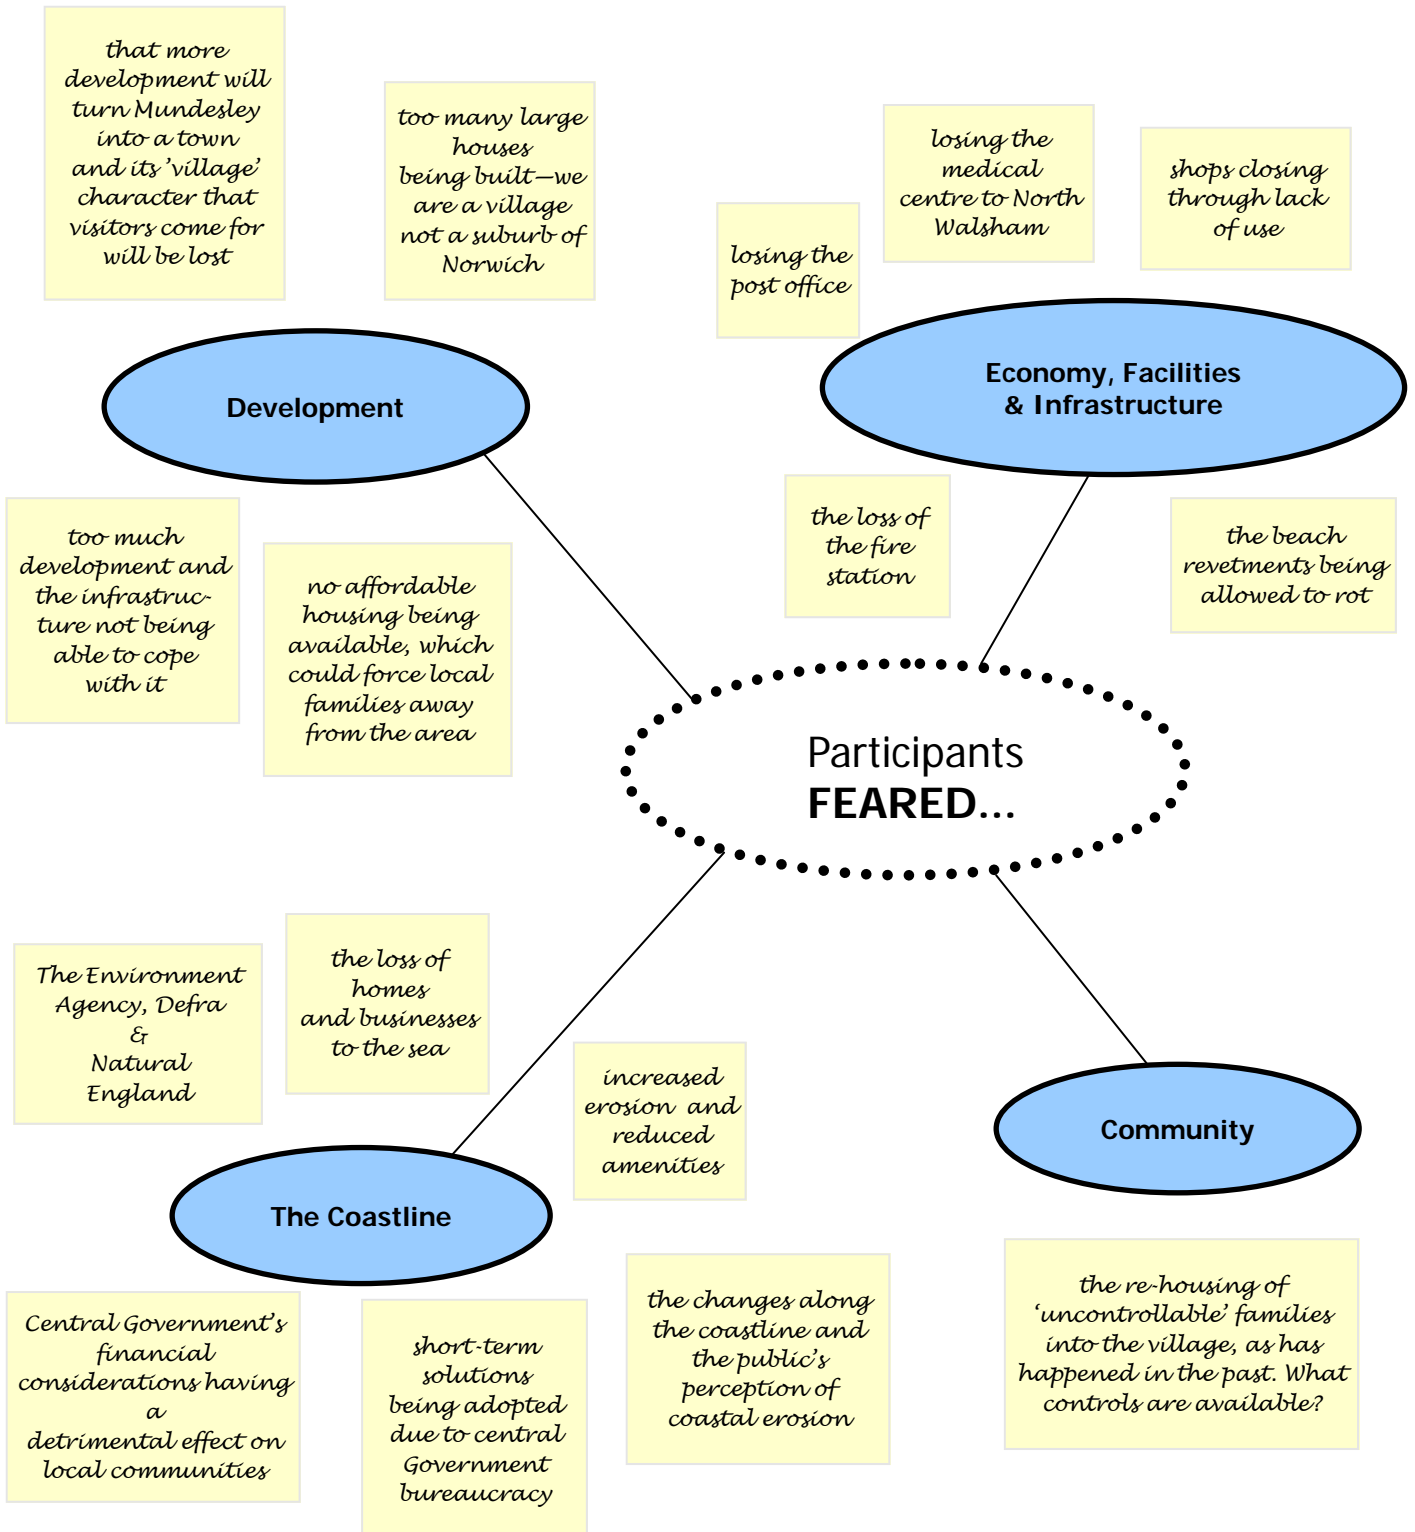 that more
development will
turn Mundesley
into a town
and its ’village’
character that
visitors come for
will be lost
too many large
houses
being built—we
are a village
not a suburb of
Norwich
losing the
post office
losing the
medical
centre to North
Walsham
shops closing
through lack
of use
Development
Economy, Facilities
& Infrastructure
too much
development and
the infrastruc-
ture not being
able to cope
with it
no affordable
housing being
available, which
could force local
families away
from the area
the loss of
the fire
station
the beach
revetments being
allowed to rot
Participants
FEARED...
The Environment
Agency, Defra
&
Natural
England
the loss of
homes
and businesses
to the sea
increased
erosion  and
reduced
amenities
The Coastline
Community
Central Government’s
financial
considerations having
a
detrimental effect on
local communities
short-term
solutions
being adopted
due to central
Government
bureaucracy
the changes along
the coastline and
the public’s
perception of
coastal erosion
the re-housing of
‘uncontrollable’ families
into the village, as has
happened in the past. What
controls are available?